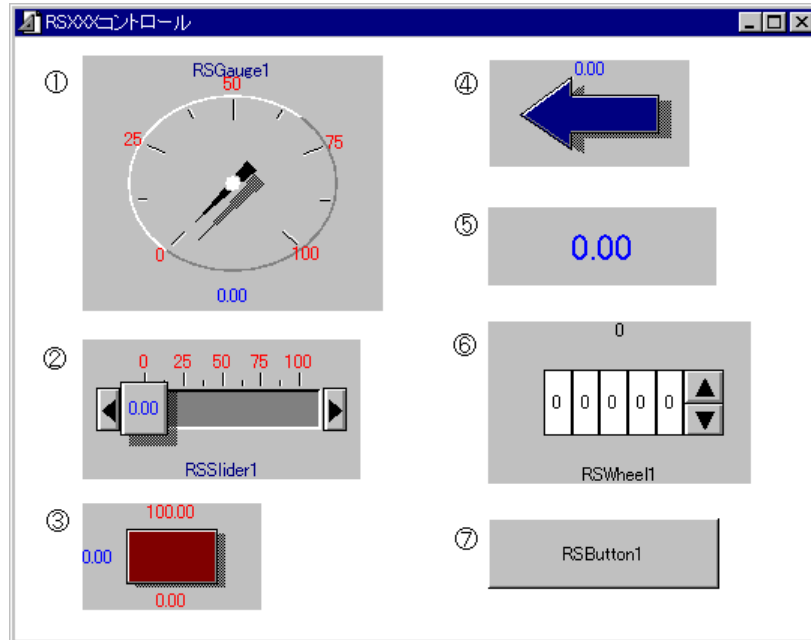 RSXXXコントロール
①
RSGauge1
50
25
75
0
100
0.00
②
0 25 50 75 100
0.00
RSSlider1
③
100.00
0.00
0.00
④
0.00
⑤
0.00
⑥
0
0 0 0 0 0
RSWheel1
⑦
RSButton1